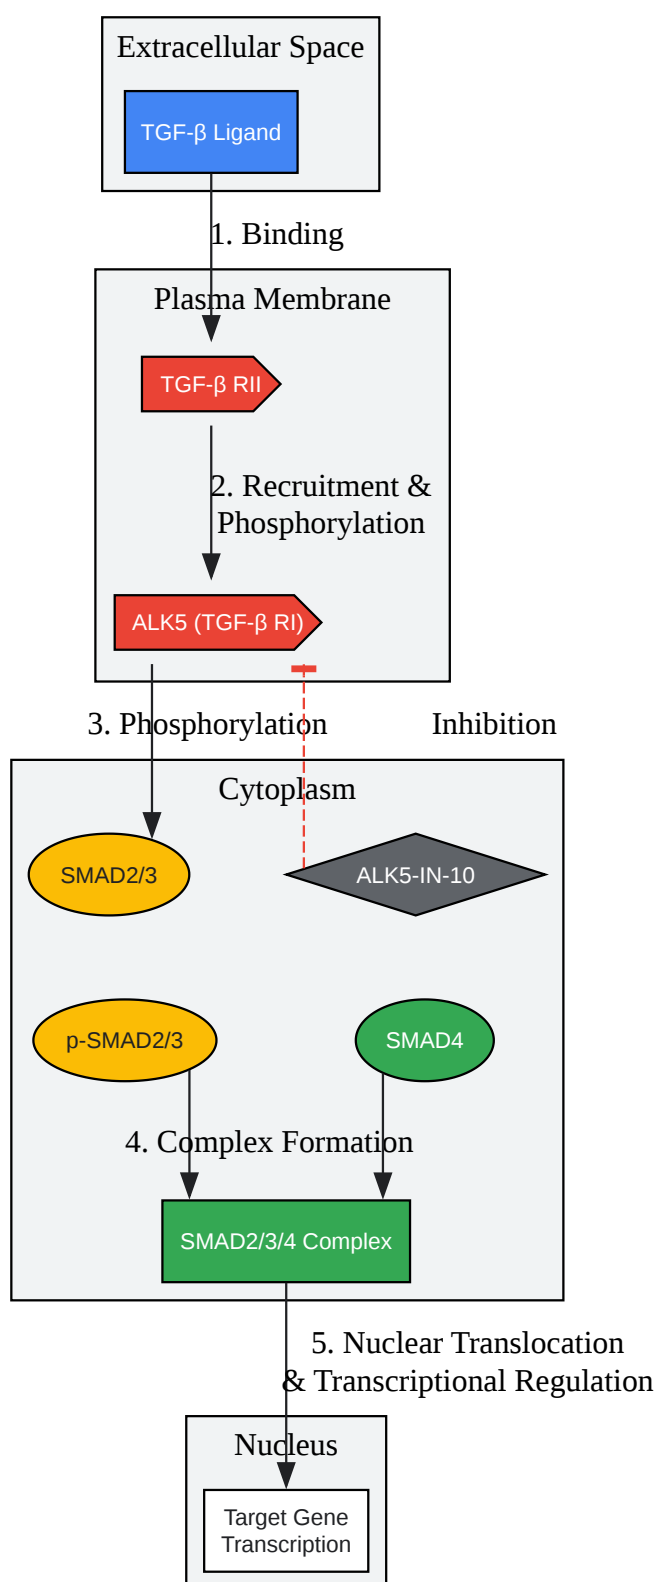 Extracellular Space
TGF-β Ligand
1. Binding
Plasma Membrane
TGF-β RII
2. Recruitment &
Phosphorylation
ALK5 (TGF-β RI)
3. Phosphorylation
Inhibition
Cytoplasm
SMAD2/3
ALK5-IN-10
p-SMAD2/3
SMAD4
4. Complex Formation
SMAD2/3/4 Complex
5. Nuclear Translocation
& Transcriptional Regulation
Nucleus
Target Gene
Transcription